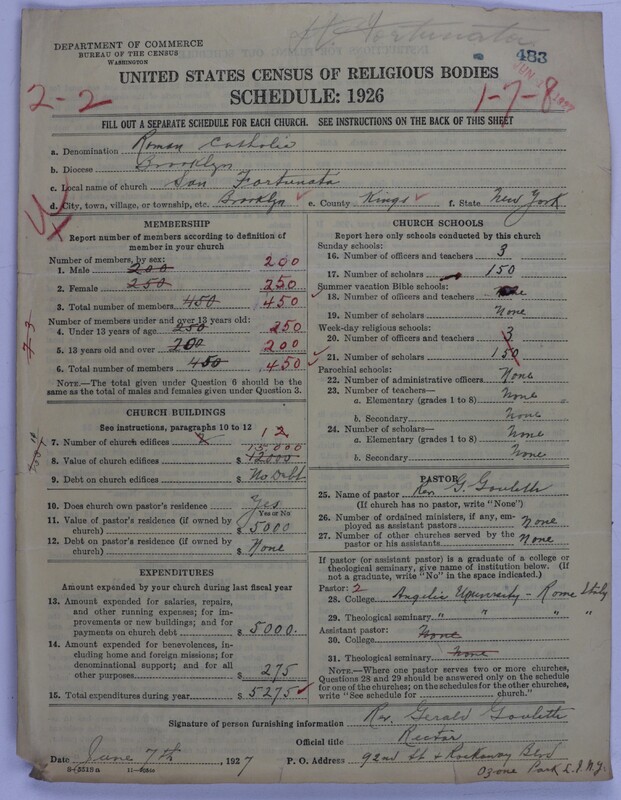 St. Fortunata
DEPARTMENT OF COMMERCE
BUREAU OF THE CENSUS
WASHINGTON
483
UNITED STATES CENSUS OF RELIGIOUS BODIES
2-2 SCHEDULE: 1926 1-7-8
FILL OUT A SEPARATE SCHEDULE FOR EACH CHURCH. SEE INSTRUCTIONS ON THE BACK OF THIS SHEET
a. Denomination Roman Catholic
b. Diocese Brooklyn
c. Local name of church San Fortunata
d. City, town, village, or township, etc. Brooklyn e. County Kings f. State New York
MEMBERSHIP
Report number of members according to definition of
member in your church
Number of members, by sex:
1. Male 200 200
2. Female 250 250
3. Total number of members 450 450
Number of members under and over 13 years old:
4. Under 13 years of age 250 250
5. 13 years old and over 200 200
6. Total number of members 450 450
NOTE.—The total given under Question 6 should be the
same as the total of males and females given under Question 3.
CHURCH BUILDINGS
See instructions, paragraphs 10 to 12
7. Number of church edifices 2 1 2
15,000
8. Value of church edifices $ 12000
9. Debt on church edifices $ No Debt
10. Does church own pastor's residence Yes
Yes or No
11. Value of pastor's residence (if owned by
church) $ 5000
12. Debt on pastor's residence (if owned by
church) $ None
EXPENDITURES
Amount expended by your church during last fiscal year
13. Amount expended for salaries, repairs,
and other running expenses; for im-
provements or new buildings; and for
payments on church debt $ 5000.
14. Amount expended for benevolences, in-
cluding home and foreign missions; for
denominational support; and for all
other purposes $ 275
15. Total expenditures during year $ 5275
CHURCH SCHOOLS
Report here only schools conducted by this church
Sunday schools:
16. Number of officers and teachers 3
17. Number of scholars 150
Summer vacation Bible schools:
18. Number of officers and teachers
19. Number of scholars None
Week-day religious schools:
20. Number of officers and teachers 3
21. Number of scholars 150
Parochial schools:
22. Number of administrative officers None
23. Number of teachers—
a. Elementary (grades 1 to 8) None
b. Secondary None
24. Number of scholars—
a. Elementary (grades 1 to 8) None
b. Secondary None
PASTOR
25. Name of pastor Rev. G.
(If church has no pastor, write "None")
26. Number of ordained ministers, if any, em-
ployed as assistant pastors None
27. Number of other churches served by the
pastor or his assistants None
If pastor (or assistant pastor) is a graduate of a college or
theological seminary, give name of institution below. (If
not a graduate, write "No" in the space indicated.)
Pastor: 2
28. College Angelic University - Rome Italy
29. Theological seminary " " " "
Assistant pastor:
30. College None
31. Theological seminary None
NOTE.—Where one pastor serves two or more churches,
Questions 28 and 29 should be answered only on the schedule
for one of the churches; on the schedules for the other churches,
write "See schedule for church."
Signature of person furnishing information Rev. Gerald
Official title Rector
Date June 7th, 1927 P. O. Address 92nd St & Rockaway Blvd
Ozone Park L.I. N.Y.